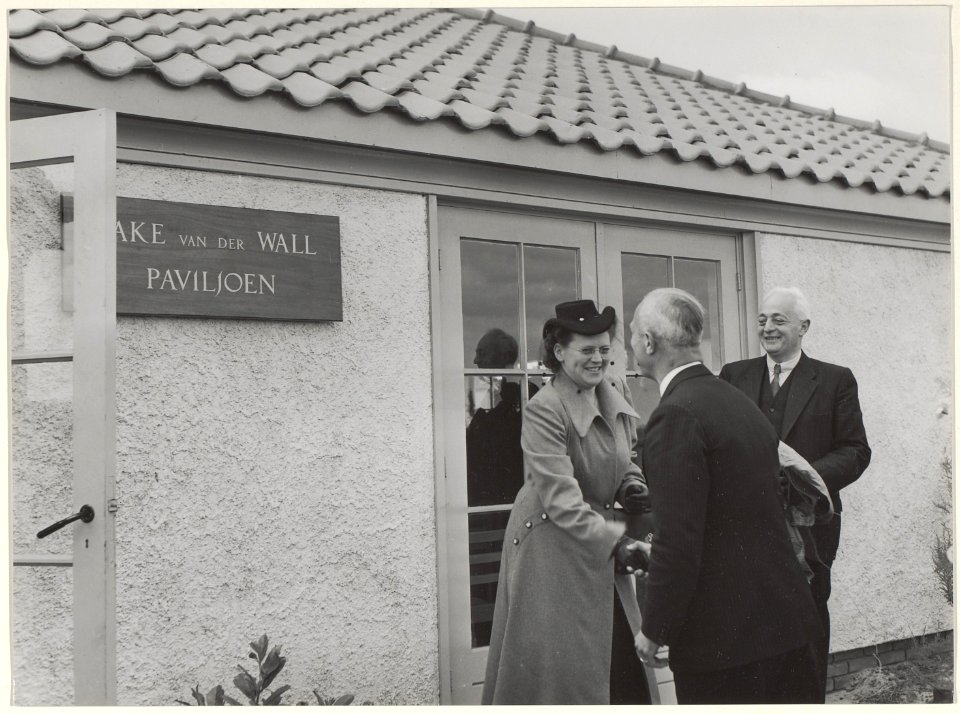 AKE VAN DER WALL
PAVILJOEN